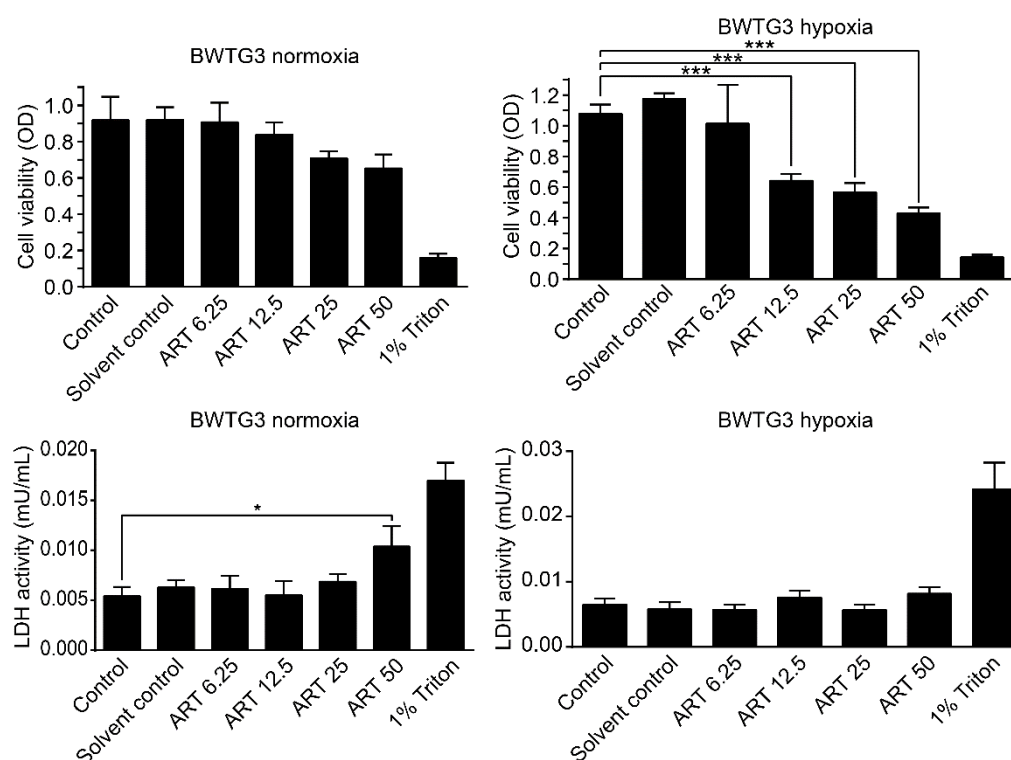 BWTG3 normoxia
Cell viability (OD)
1.0
0.8
0.6
0.4
0.2
0.0
Control
Solvent control
ART 6.25
ART 12.5
ART 25
ART 50
1% Triton
BWTG3 hypoxia
***
***
***
Cell viability (OD)
1.2
1.0
0.8
0.6
0.4
0.2
0.0
Control
Solvent control
ART 6.25
ART 12.5
ART 25
ART 50
1% Triton
BWTG3 normoxia
LDH activity (mU/mL)
0.020
0.015
0.010
0.005
0.000
*
Control
Solvent control
ART 6.25
ART 12.5
ART 25
ART 50
1% Triton
BWTG3 hypoxia
LDH activity (mU/mL)
0.03
0.02
0.01
0.00
Control
Solvent control
ART 6.25
ART 12.5
ART 25
ART 50
1% Triton